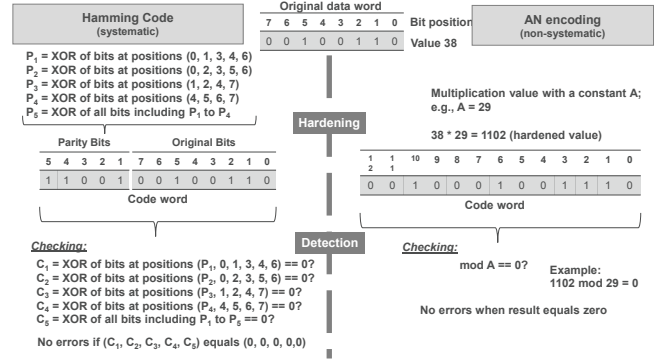 Original data word
Hamming Code
(systematic)
7 6 5 4 3 2 1 0 Bit position
0 0 1 0 0 1 1 0 Value 38
AN encoding
(non-systematic)
P1 = XOR of bits at positions (0, 1, 3, 4, 6)
P2 = XOR of bits at positions (0, 2, 3, 5, 6)
P3 = XOR of bits at positions (1, 2, 4, 7)
P4 = XOR of bits at positions (4, 5, 6, 7)
P5 = XOR of all bits including P1 to P4
Hardening
Multiplication value with a constant A;
e.g., A = 29
38 * 29 = 1102 (hardened value)
Parity Bits Original Bits
5 4 3 2 1 7 6 5 4 3 2 1 0
1 1 0 0 1 0 0 1 0 0 1 1 0
Code word
12 11 10 9 8 7 6 5 4 3 2 1 0
0 0 1 0 0 0 1 0 0 1 1 1 0
Code word
Detection
Checking:
C1 = XOR of bits at positions (P1, 0, 1, 3, 4, 6) == 0?
C2 = XOR of bits at positions (P2, 0, 2, 3, 5, 6) == 0?
C3 = XOR of bits at positions (P3, 1, 2, 4, 7) == 0?
C4 = XOR of bits at positions (P4, 4, 5, 6, 7) == 0?
C5 = XOR of all bits including P1 to P5 == 0?
No errors if (C1, C2, C3, C4, C5) equals (0, 0, 0, 0,0)
Checking:
mod A == 0?
Example:
1102 mod 29 = 0
No errors when result equals zero